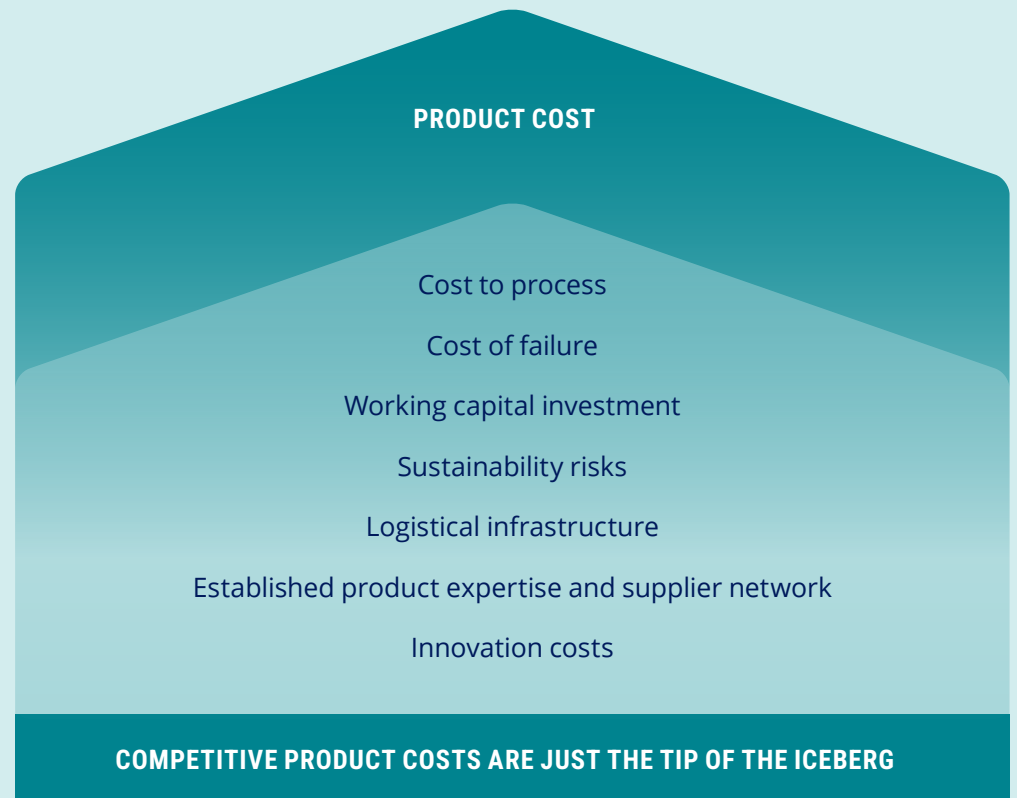 PRODUCT COST
Cost to process
Cost of failure
Working capital investment
Sustainability risks
Logistical infrastructure
Established product expertise and supplier network
Innovation costs
COMPETITIVE PRODUCT COSTS ARE JUST THE TIP OF THE ICEBERG